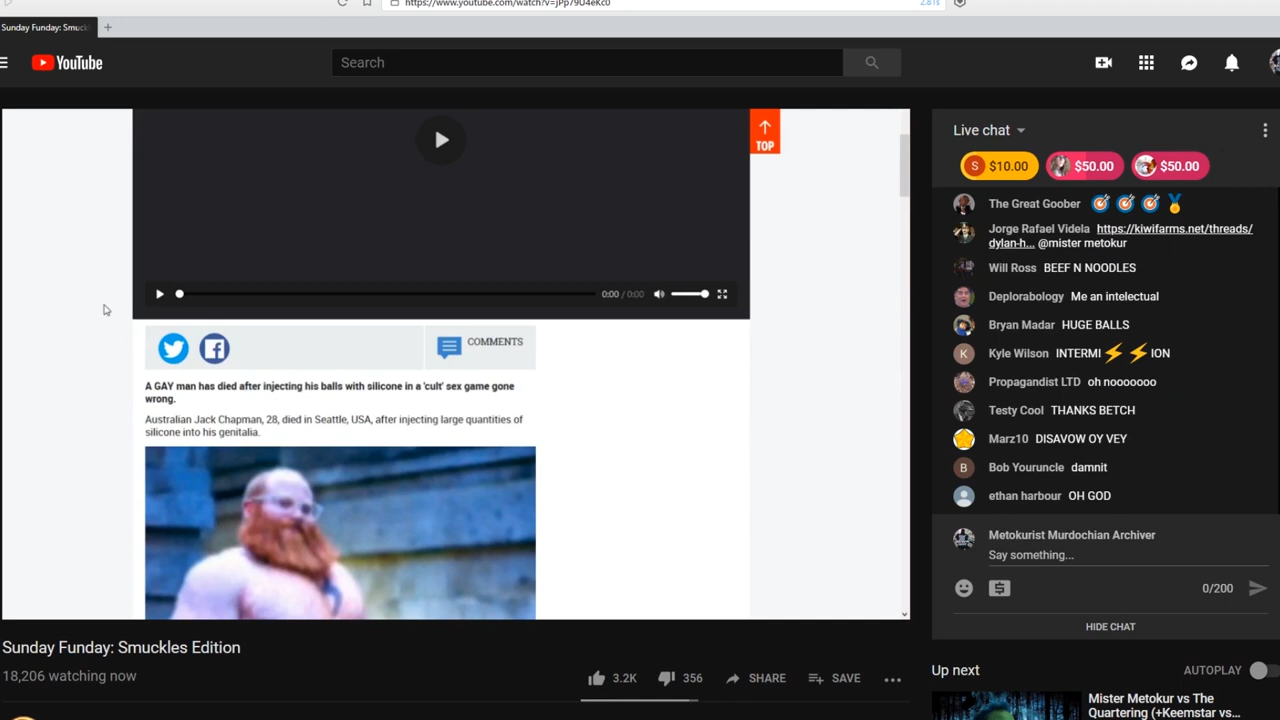 https://www.youtube.com/watch?v=jPp79U4eKc0
2.81s
Sunday Funday: Smuckl
YouTube
Search
TOP
0:00 / 0:00
COMMENTS
A GAY man has died after injecting his balls with silicone in a 'cult' sex game gone
wrong.
Australian Jack Chapman, 28, died in Seattle, USA, after injecting large quantities of
silicone into his genitalia.
Sunday Funday: Smuckles Edition
18,206 watching now
3.2K
356
SHARE
SAVE
Live chat
S $10.00
$50.00
$50.00
The Great Goober
Jorge Rafael Videla https://kiwifarms.net/threads/
dylan-h... @mister metokur
Will Ross BEEF N NOODLES
Deplorabology Me an intelectual
Bryan Madar HUGE BALLS
K Kyle Wilson INTERMI⚡⚡ION
Propagandist LTD oh nooooooo
Testy Cool THANKS BETCH
Marz10 DISAVOW OY VEY
B Bob Youruncle damnit
ethan harbour OH GOD
Metokurist Murdochian Archiver
Say something...
0/200
HIDE CHAT
Up next
AUTOPLAY
Mister Metokur vs The
Quartering (+Keemstar vs...